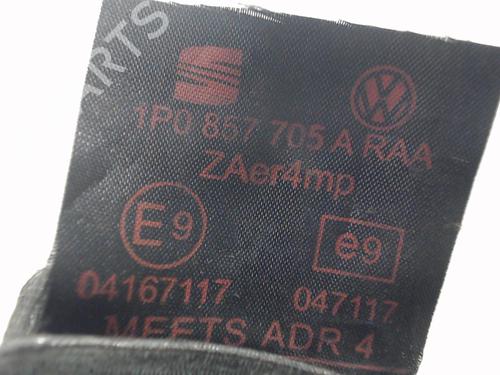 1P0 857 705 A RAA
ZAer4mp
E9 e9
04167117 047117
MEETS ADR 4